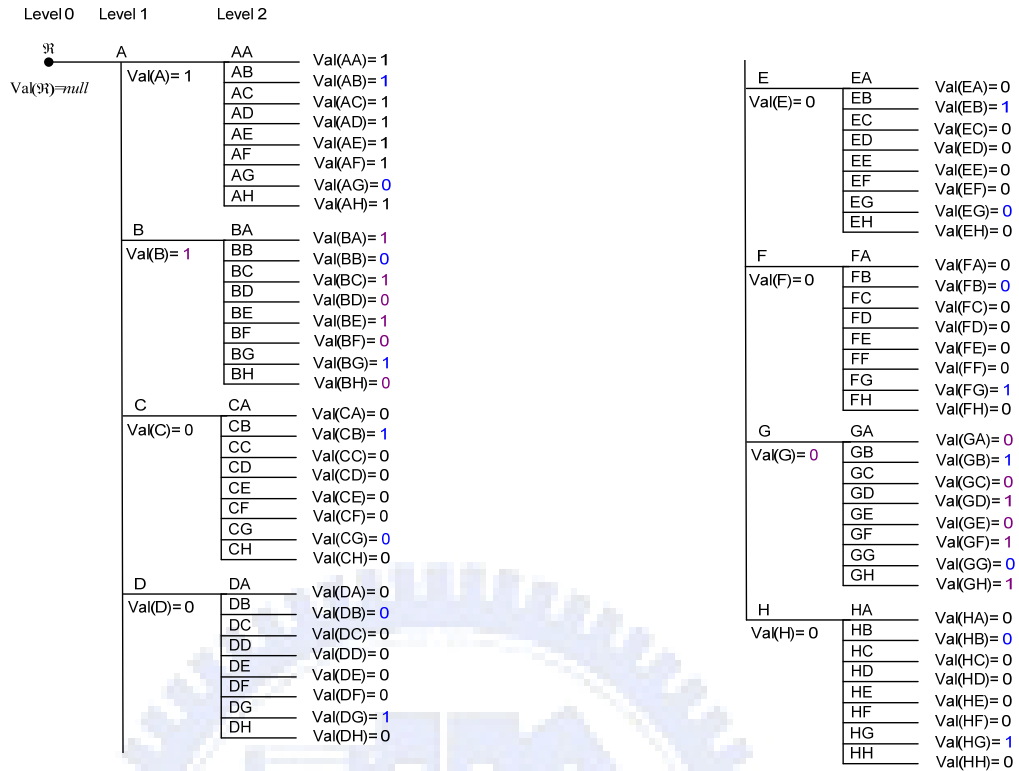 Level 0 Level 1 Level 2
ℜ A AA Val(AA)= 1
Val(ℜ)=null Val(A)= 1
AB Val(AB)= 1
AC Val(AC)= 1
AD Val(AD)= 1
AE Val(AE)= 1
AF Val(AF)= 1
AG Val(AG)= 0
AH Val(AH)= 1
B BA Val(BA)= 1
Val(B)= 1 BB Val(BB)= 0
BC Val(BC)= 1
BD Val(BD)= 0
BE Val(BE)= 1
BF Val(BF)= 0
BG Val(BG)= 1
BH Val(BH)= 0
C CA Val(CA)= 0
Val(C)= 0 CB Val(CB)= 1
CC Val(CC)= 0
CD Val(CD)= 0
CE Val(CE)= 0
CF Val(CF)= 0
CG Val(CG)= 0
CH Val(CH)= 0
D DA Val(DA)= 0
Val(D)= 0 DB Val(DB)= 0
DC Val(DC)= 0
DD Val(DD)= 0
DE Val(DE)= 0
DF Val(DF)= 0
DG Val(DG)= 1
DH Val(DH)= 0
E EA Val(EA)= 0
Val(E)= 0 EB Val(EB)= 1
EC Val(EC)= 0
ED Val(ED)= 0
EE Val(EE)= 0
EF Val(EF)= 0
EG Val(EG)= 0
EH Val(EH)= 0
F FA Val(FA)= 0
Val(F)= 0 FB Val(FB)= 0
FC Val(FC)= 0
FD Val(FD)= 0
FE Val(FE)= 0
FF Val(FF)= 0
FG Val(FG)= 1
FH Val(FH)= 0
G GA Val(GA)= 0
Val(G)= 0 GB Val(GB)= 1
GC Val(GC)= 0
GD Val(GD)= 1
GE Val(GE)= 0
GF Val(GF)= 1
GG Val(GG)= 0
GH Val(GH)= 1
H HA Val(HA)= 0
Val(H)= 0 HB Val(HB)= 0
HC Val(HC)= 0
HD Val(HD)= 0
HE Val(HE)= 0
HF Val(HF)= 0
HG Val(HG)= 1
HH Val(HH)= 0